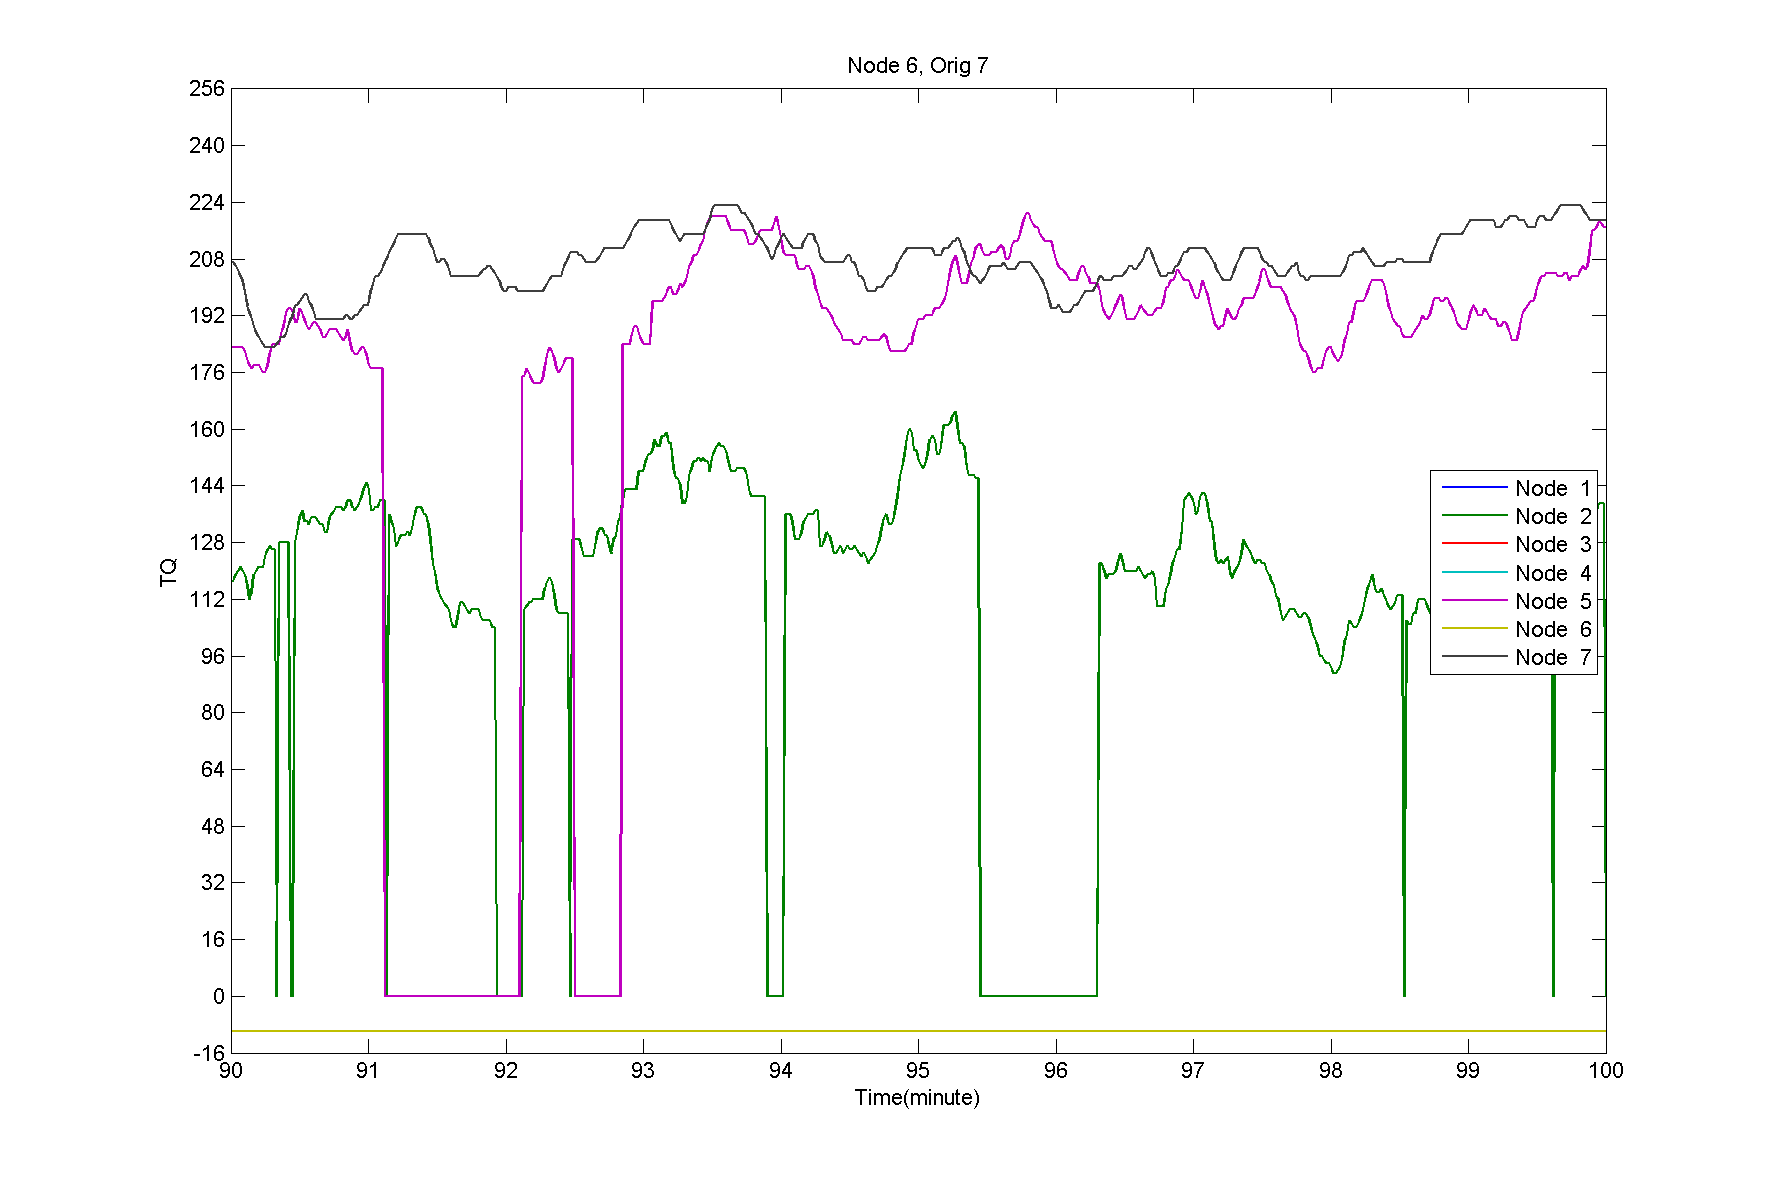 Node 6, Orig 7
256
240
224
208
192
176
160
144
128
112
96
80
64
48
32
16
0
-16
TQ
Node 1
Node 2
Node 3
Node 4
Node 5
Node 6
Node 7
90 91 92 93 94 95 96 97 98 99 100
Time(minute)